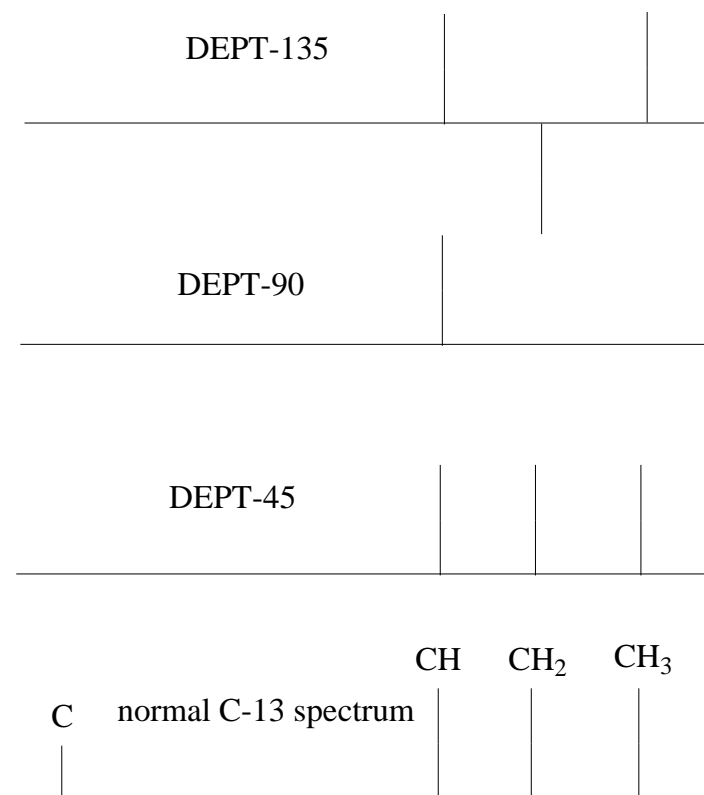 DEPT-135
DEPT-90
DEPT-45
CH CH₂ CH₃
C normal C-13 spectrum